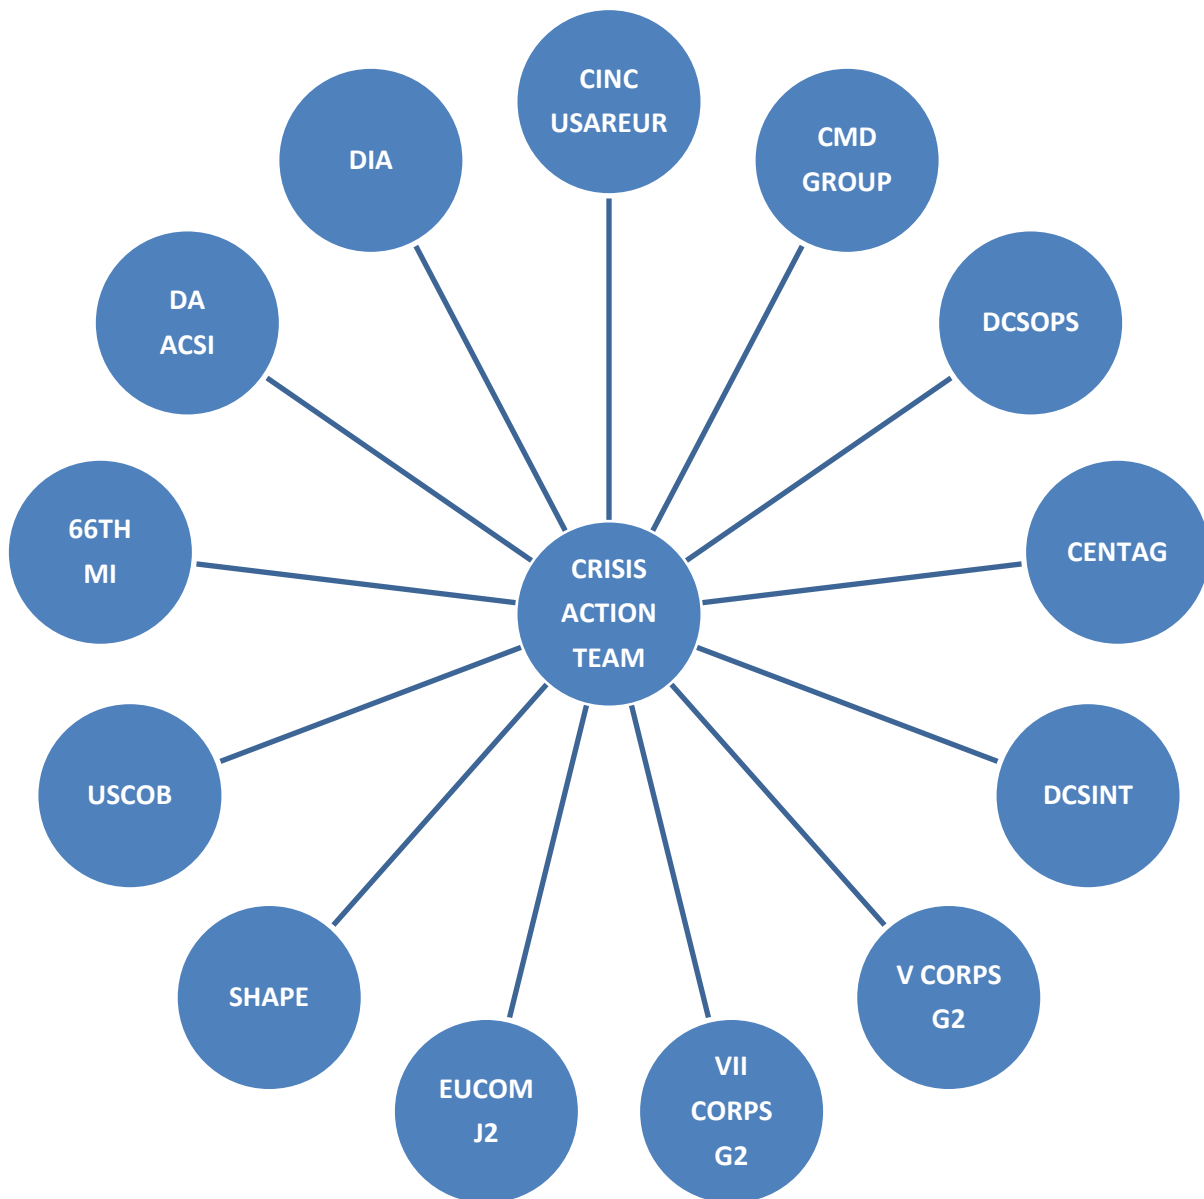 CINC
USAREUR
CMD
GROUP
DCSOPS
CENTAG
DCSINT
V CORPS
G2
VII
CORPS
G2
EUCOM
J2
SHAPE
USCOB
66TH
MI
DA
ACSI
DIA
CRISIS
ACTION
TEAM